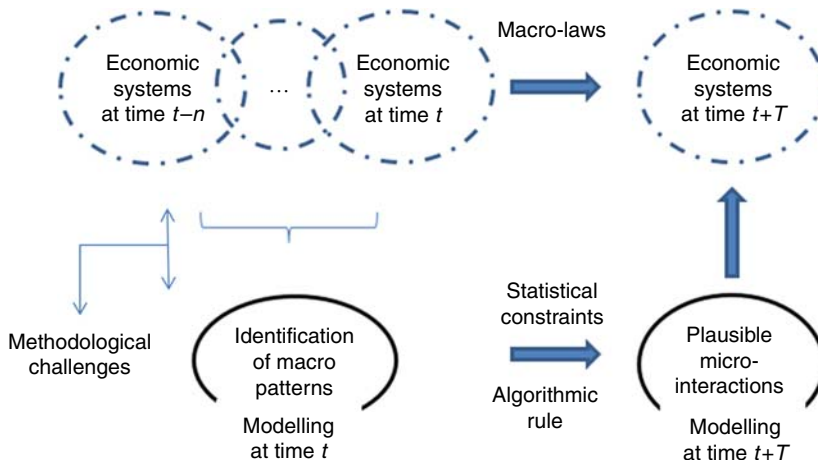 Macro-laws
Economic
systems
at time t–n
...
Economic
systems
at time t
Economic
systems
at time t+T
Methodological
challenges
Identification
of macro
patterns
Modelling
at time t
Statistical
constraints
Algorithmic
rule
Plausible
micro-
interactions
Modelling
at time t+T